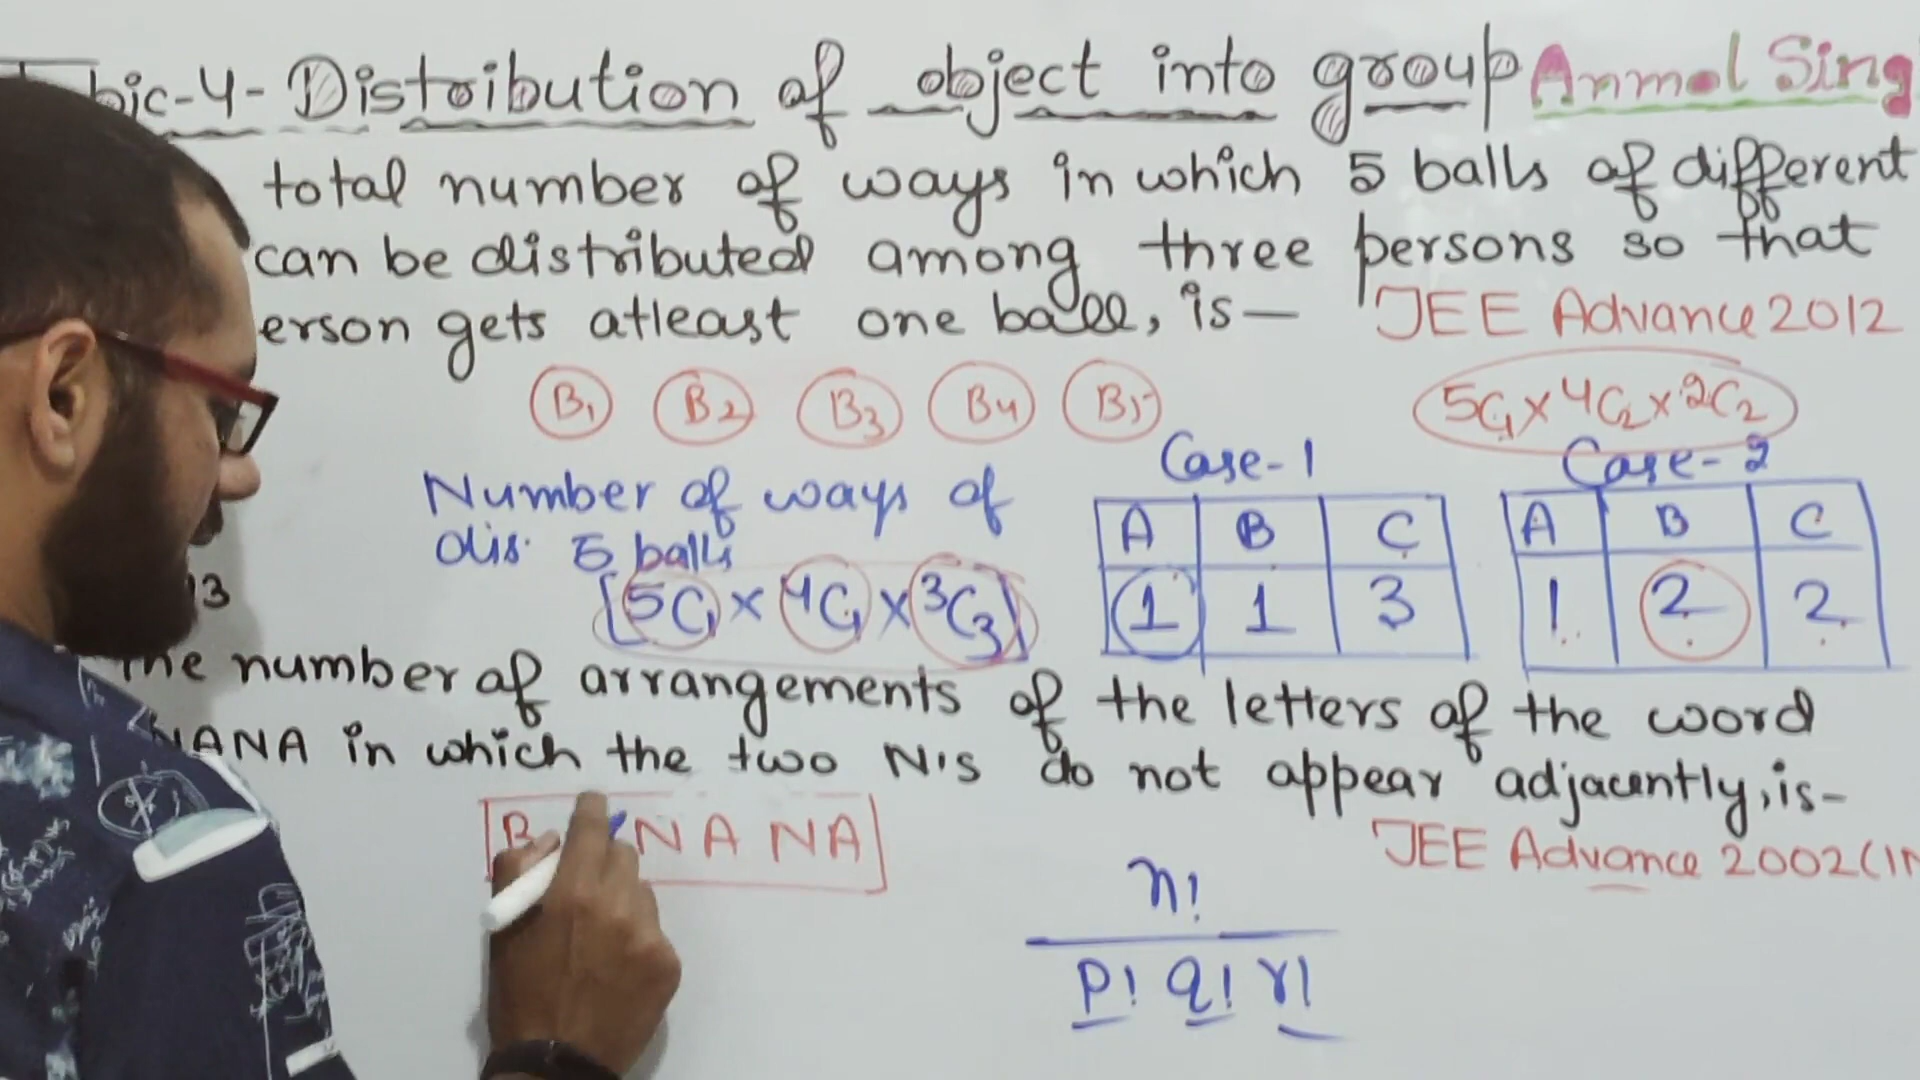 bic-4- Distribution of object into group Anmol Sing
total number of ways in which 5 balls of different
can be distributed among three persons so that
erson gets atleast one ball, is— JEE Advance 2012
B1 B2 B3 B4 B5 5C1 x 4C2 x 2C2
Case-1 Case-2
Number of ways of
dis. 5 balls
A B C A B C
[5C1 x 4C1 x 3C3] 1 1 3 1 2 2
13
The number of arrangements of the letters of the word
NANA in which the two N's do not appear adjacently, is-
B N A N A JEE Advance 2002(IN
n!
p! q! r!